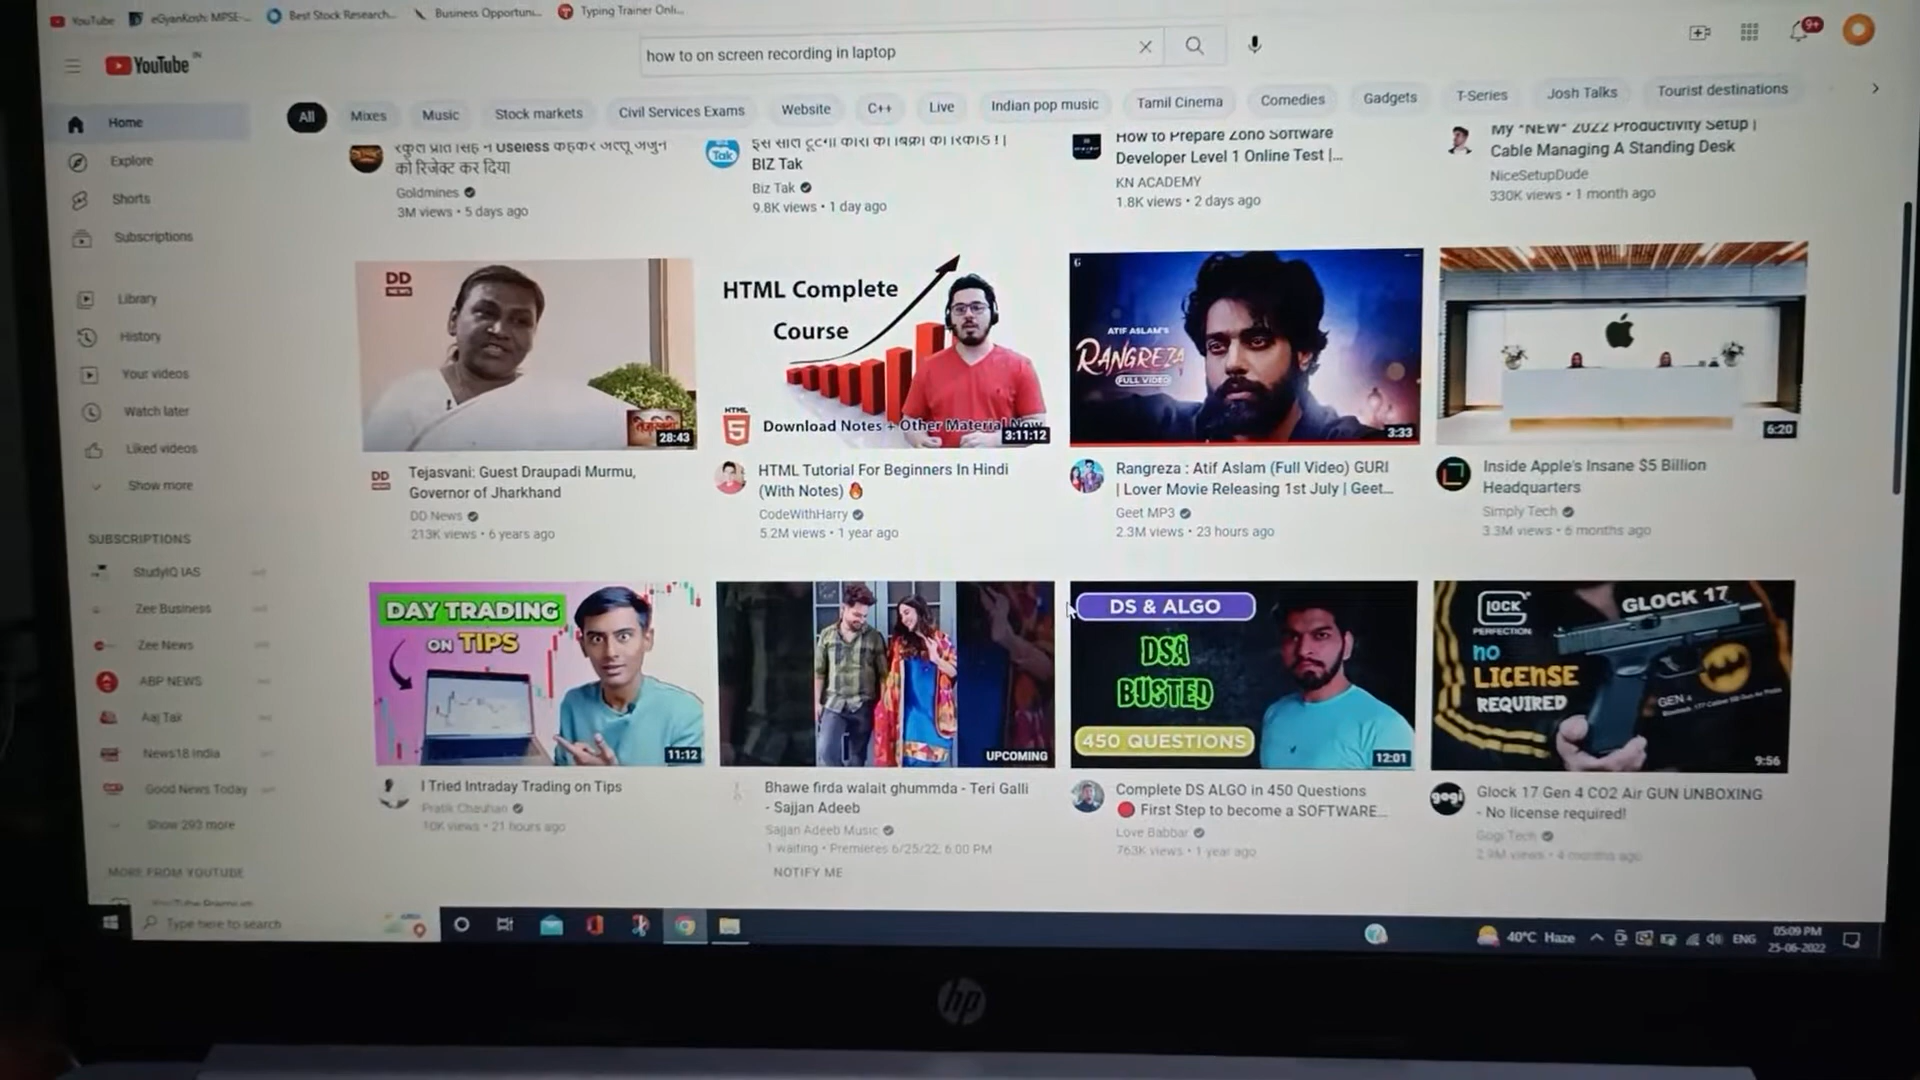 YouTube
eGyanKosh: MPSE-...
Best Stock Research...
Business Opportuni...
Typing Trainer Onli...
YouTube IN
how to on screen recording in laptop
9+
All
Mixes
Music
Stock markets
Civil Services Exams
Website
C++
Live
Indian pop music
Tamil Cinema
Comedies
Gadgets
T-Series
Josh Talks
Tourist destinations
Home
Explore
Shorts
Subscriptions
Library
History
Your videos
Watch later
Liked videos
Show more
SUBSCRIPTIONS
StudyIQ IAS
Zee Business
Zee News
ABP NEWS
Aaj Tak
News18 India
Good News Today
Show 293 more
MORE FROM YOUTUBE
YouTube Premium
Useless कहकर अल्लू अर्जुन
को रिजेक्ट कर दिया
Goldmines
3M views • 5 days ago
Tak
इस साल टूटेगा कारों की बिक्री का रिकॉर्ड ! |
BIZ Tak
Biz Tak
9.8K views • 1 day ago
How to Prepare Zoho Software
Developer Level 1 Online Test |...
KN ACADEMY
1.8K views • 2 days ago
My *NEW* 2022 Productivity Setup |
Cable Managing A Standing Desk
NiceSetupDude
330K views • 1 month ago
DD
NEWS
28:43
DD
NEWS
Tejasvani: Guest Draupadi Murmu,
Governor of Jharkhand
DD News
213K views • 6 years ago
HTML Complete
Course
HTML
5
Download Notes + Other Material Now
3:11:12
HTML Tutorial For Beginners In Hindi
(With Notes) 🔥
CodeWithHarry
5.2M views • 1 year ago
G
ATIF ASLAM'S
RANGREZA
FULL VIDEO
3:33
Rangreza : Atif Aslam (Full Video) GURI
| Lover Movie Releasing 1st July | Geet...
Geet MP3
2.3M views • 23 hours ago
6:20
Inside Apple's Insane $5 Billion
Headquarters
Simply Tech
3.3M views • 6 months ago
DAY TRADING
ON TIPS
11:12
I Tried Intraday Trading on Tips
Pratik Chauhan
10K views • 21 hours ago
UPCOMING
Bhawe firda walait ghummda - Teri Galli
- Sajjan Adeeb
Sajjan Adeeb Music
1 waiting • Premieres 6/25/22, 6:00 PM
NOTIFY ME
DS & ALGO
DSA
BUSTED
450 QUESTIONS
12:01
Complete DS ALGO in 450 Questions
🔴 First Step to become a SOFTWARE...
Love Babbar
763K views • 1 year ago
GLOCK
PERFECTION
GLOCK 17
no
LICENSE
REQUIRED
GEN 4
9:56
gogi
Glock 17 Gen 4 CO2 Air GUN UNBOXING
- No license required!
Gogi Tech
2.9M views • 4 months ago
Type here to search
40°C Haze
ENG
05:09 PM
25-06-2022
hp